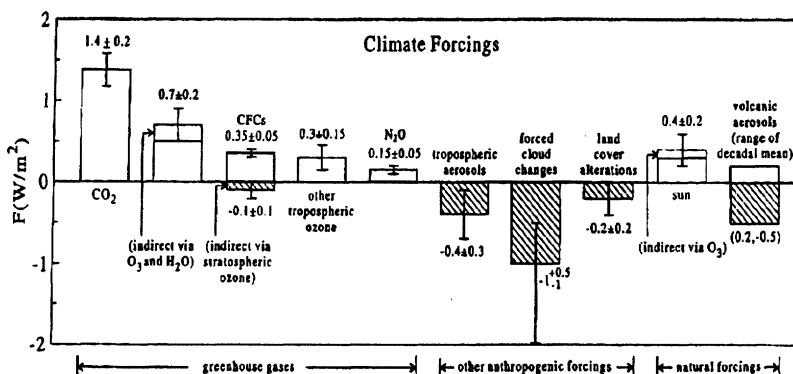 Climate Forcings
F(W/m²)
2
1
0
-1
-2
1.4 ± 0.2
CO₂
0.7±0.2
(indirect via
O₃ and H₂O)
CFCs
0.35±0.05
-0.1±0.1
(indirect via
stratospheric
ozone)
0.3±0.15
other
tropospheric
ozone
N₂O
0.15±0.05
tropospheric
aerosols
-0.4±0.3
forced
cloud
changes
-1 +0.5 -1
land
cover
alterations
-0.2±0.2
0.4±0.2
sun
(indirect via O₃)
volcanic
aerosols
(range of
decadal mean)
(0.2,-0.5)
greenhouse gases
other anthropogenic forcings
natural forcings